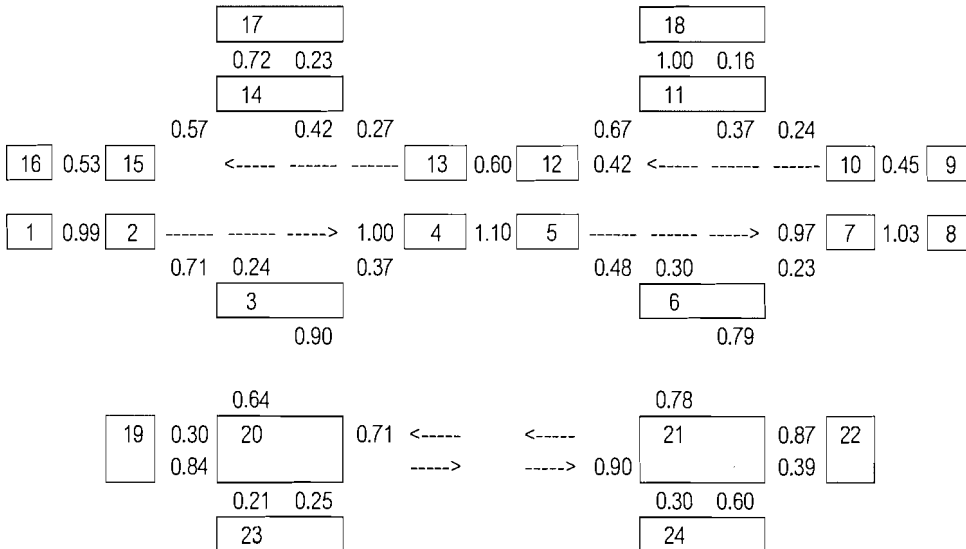 17 18
0.72 0.23 1.00 0.16
14 11
0.57 0.42 0.27 0.67 0.37 0.24
16 0.53 15 <----- ------ ------ 13 0.60 12 0.42 <----- ------ ------ 10 0.45 9
1 0.99 2 ------ ------ -----> 1.00 4 1.10 5 ------ ------ -----> 0.97 7 1.03 8
0.71 0.24 0.37 0.48 0.30 0.23
3 6
0.90 0.79
0.64 0.78
19 0.30 20 0.71 <----- <----- 21 0.87 22
0.84 -----> -----> 0.90 0.39
0.21 0.25 0.30 0.60
23 24